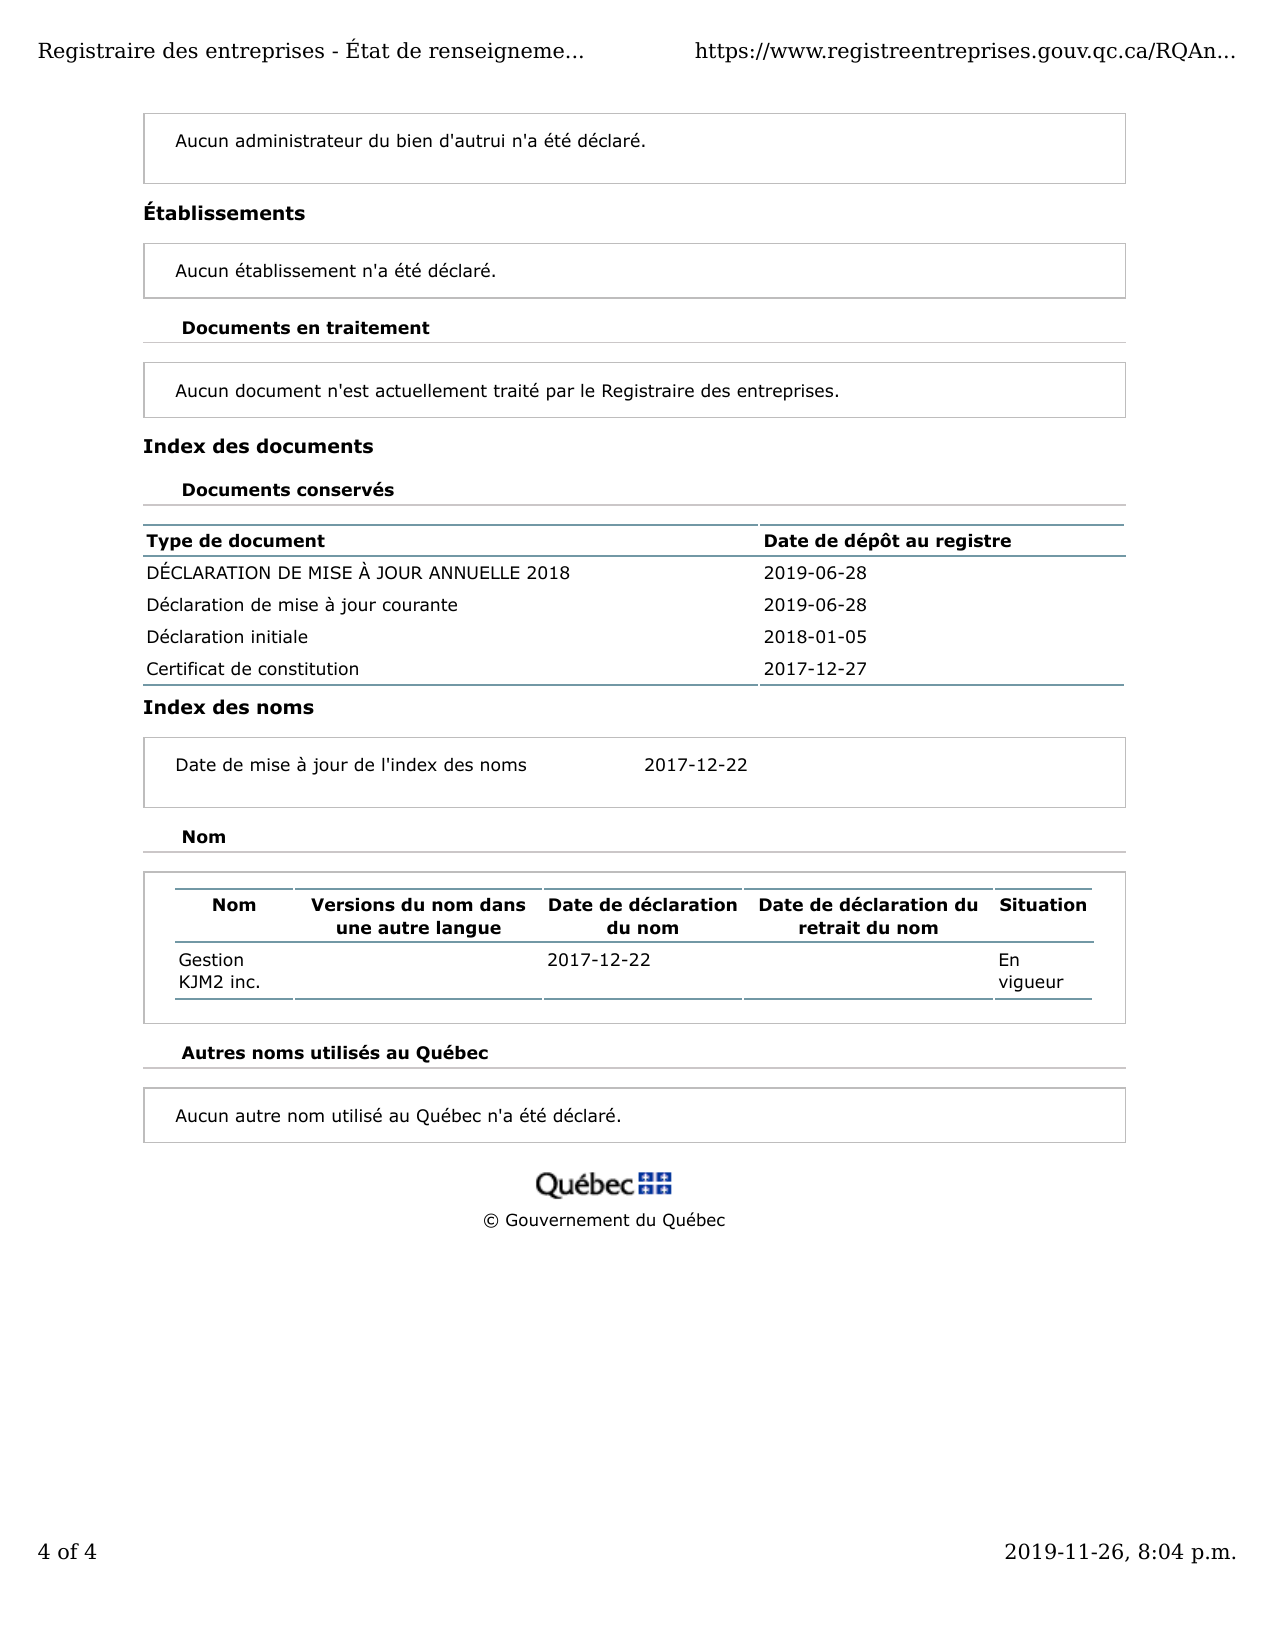 Registraire des entreprises - État de renseigneme...
https://www.registreentreprises.gouv.qc.ca/RQAn...
Aucun administrateur du bien d'autrui n'a été déclaré.
Établissements
Aucun établissement n'a été déclaré.
Documents en traitement
Aucun document n'est actuellement traité par le Registraire des entreprises.
Index des documents
Documents conservés
Type de document Date de dépôt au registre
DÉCLARATION DE MISE À JOUR ANNUELLE 2018 2019-06-28
Déclaration de mise à jour courante 2019-06-28
Déclaration initiale 2018-01-05
Certificat de constitution 2017-12-27
Index des noms
Date de mise à jour de l'index des noms 2017-12-22
Nom
Nom Versions du nom dans Date de déclaration Date de déclaration du Situation
une autre langue du nom retrait du nom
Gestion 2017-12-22 En
KJM2 inc. vigueur
Autres noms utilisés au Québec
Aucun autre nom utilisé au Québec n'a été déclaré.
Québec
© Gouvernement du Québec
4 of 4
2019-11-26, 8:04 p.m.